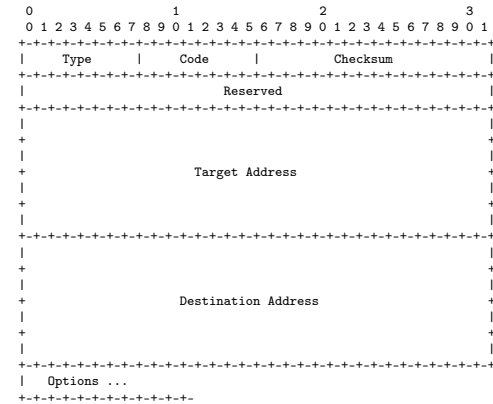 0                   1                   2                   3
0 1 2 3 4 5 6 7 8 9 0 1 2 3 4 5 6 7 8 9 0 1 2 3 4 5 6 7 8 9 0 1
+-+-+-+-+-+-+-+-+-+-+-+-+-+-+-+-+-+-+-+-+-+-+-+-+-+-+-+-+-+-+-+-+
|     Type      |     Code      |          Checksum             |
+-+-+-+-+-+-+-+-+-+-+-+-+-+-+-+-+-+-+-+-+-+-+-+-+-+-+-+-+-+-+-+-+
|                           Reserved                            |
+-+-+-+-+-+-+-+-+-+-+-+-+-+-+-+-+-+-+-+-+-+-+-+-+-+-+-+-+-+-+-+-+
|                                                               |
+                                                               +
|                                                               |
+                       Target Address                          +
|                                                               |
+                                                               +
|                                                               |
+-+-+-+-+-+-+-+-+-+-+-+-+-+-+-+-+-+-+-+-+-+-+-+-+-+-+-+-+-+-+-+-+
|                                                               |
+                                                               +
|                                                               |
+                     Destination Address                       +
|                                                               |
+                                                               +
|                                                               |
+-+-+-+-+-+-+-+-+-+-+-+-+-+-+-+-+-+-+-+-+-+-+-+-+-+-+-+-+-+-+-+-+
|   Options ...
+-+-+-+-+-+-+-+-+-+-+-+-